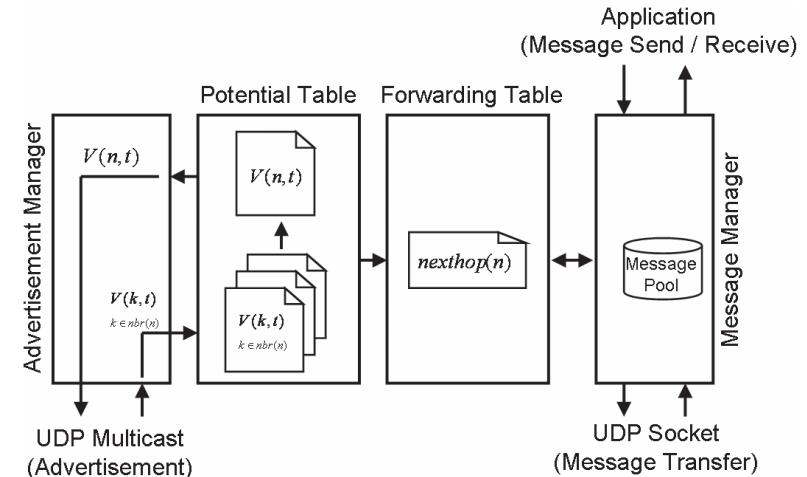 Application
(Message Send / Receive)
Potential Table
Forwarding Table
Advertisement Manager
V(n,t)
V(k,t)
k ∈ nbr(n)
V(n,t)
V(k,t)
k ∈ nbr(n)
nexthop(n)
Message
Pool
Message Manager
UDP Multicast
(Advertisement)
UDP Socket
(Message Transfer)